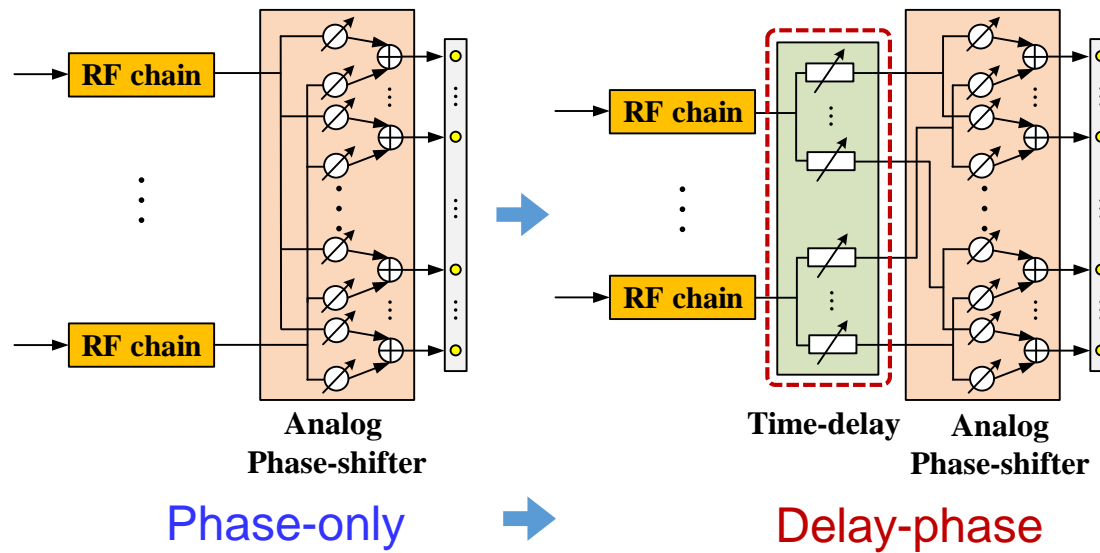 RF chain
RF chain
Analog
Phase-shifter
Phase-only
RF chain
RF chain
Time-delay
Analog
Phase-shifter
Delay-phase